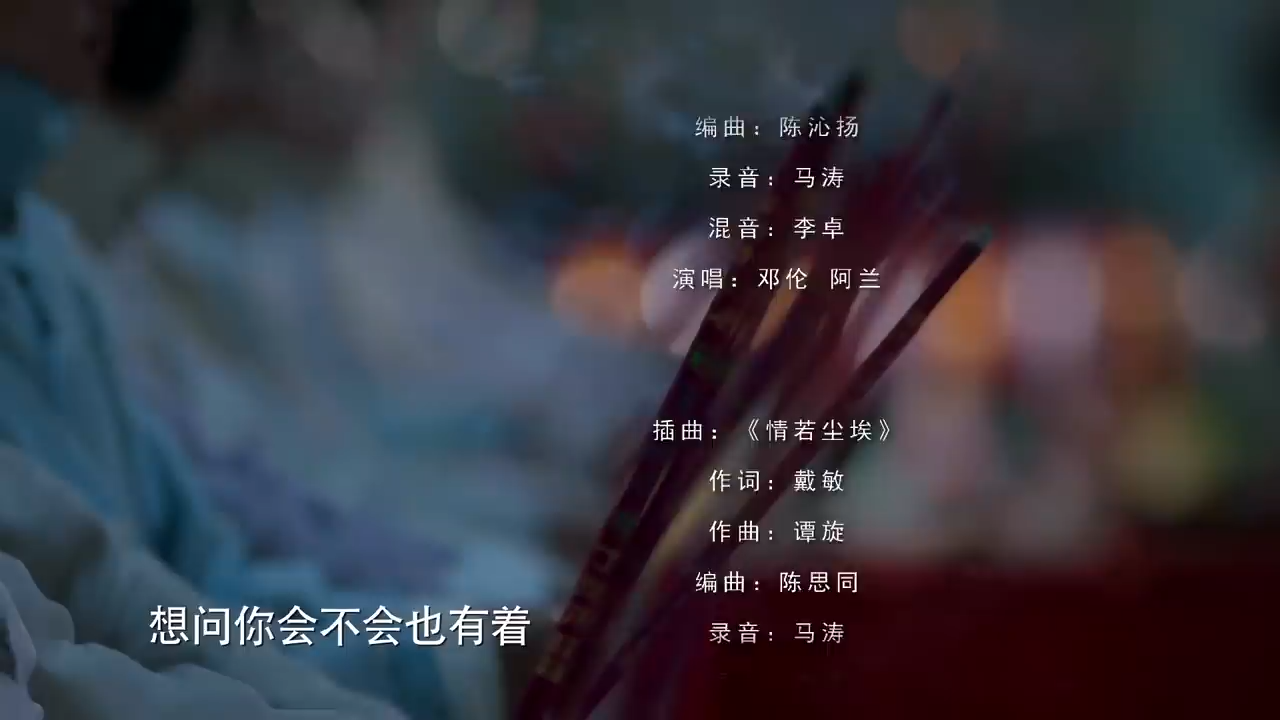 编曲：陈沁扬
录音：马涛
混音：李卓
演唱：邓伦 阿兰
插曲：《情若尘埃》
作词：戴敏
作曲：谭旋
编曲：陈思同
录音：马涛
想问你会不会也有着